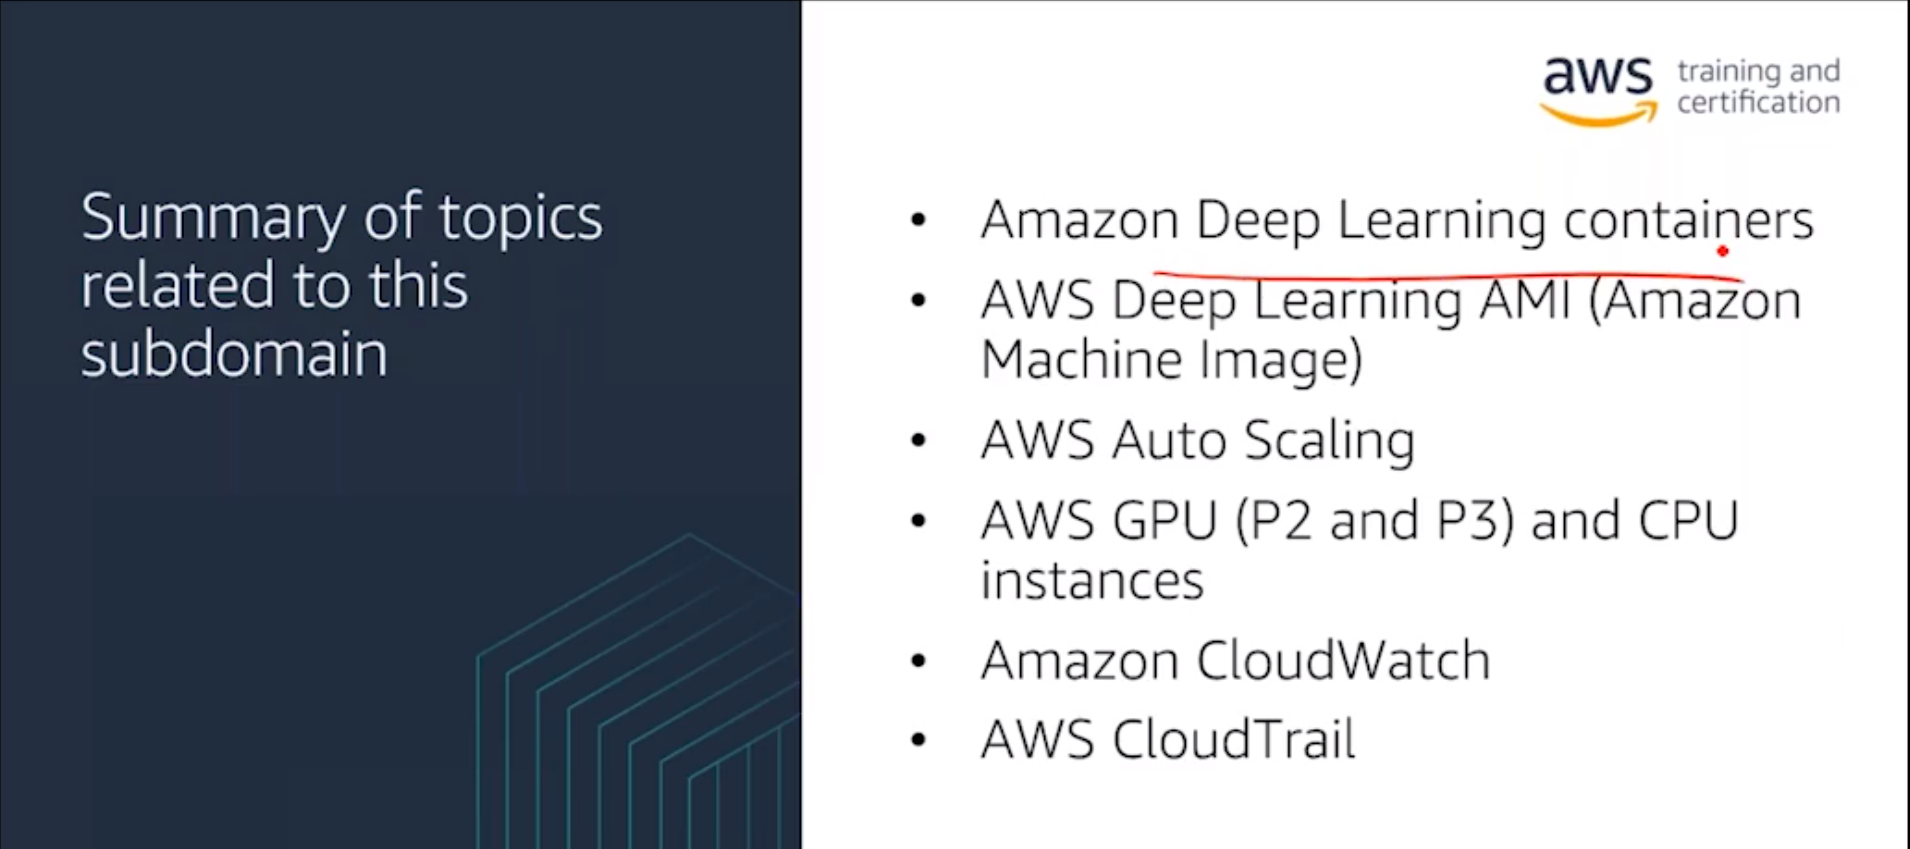 aws training and
certification
Summary of topics
related to this
subdomain
• Amazon Deep Learning containers
• AWS Deep Learning AMI (Amazon
Machine Image)
• AWS Auto Scaling
• AWS GPU (P2 and P3) and CPU
instances
• Amazon CloudWatch
• AWS CloudTrail